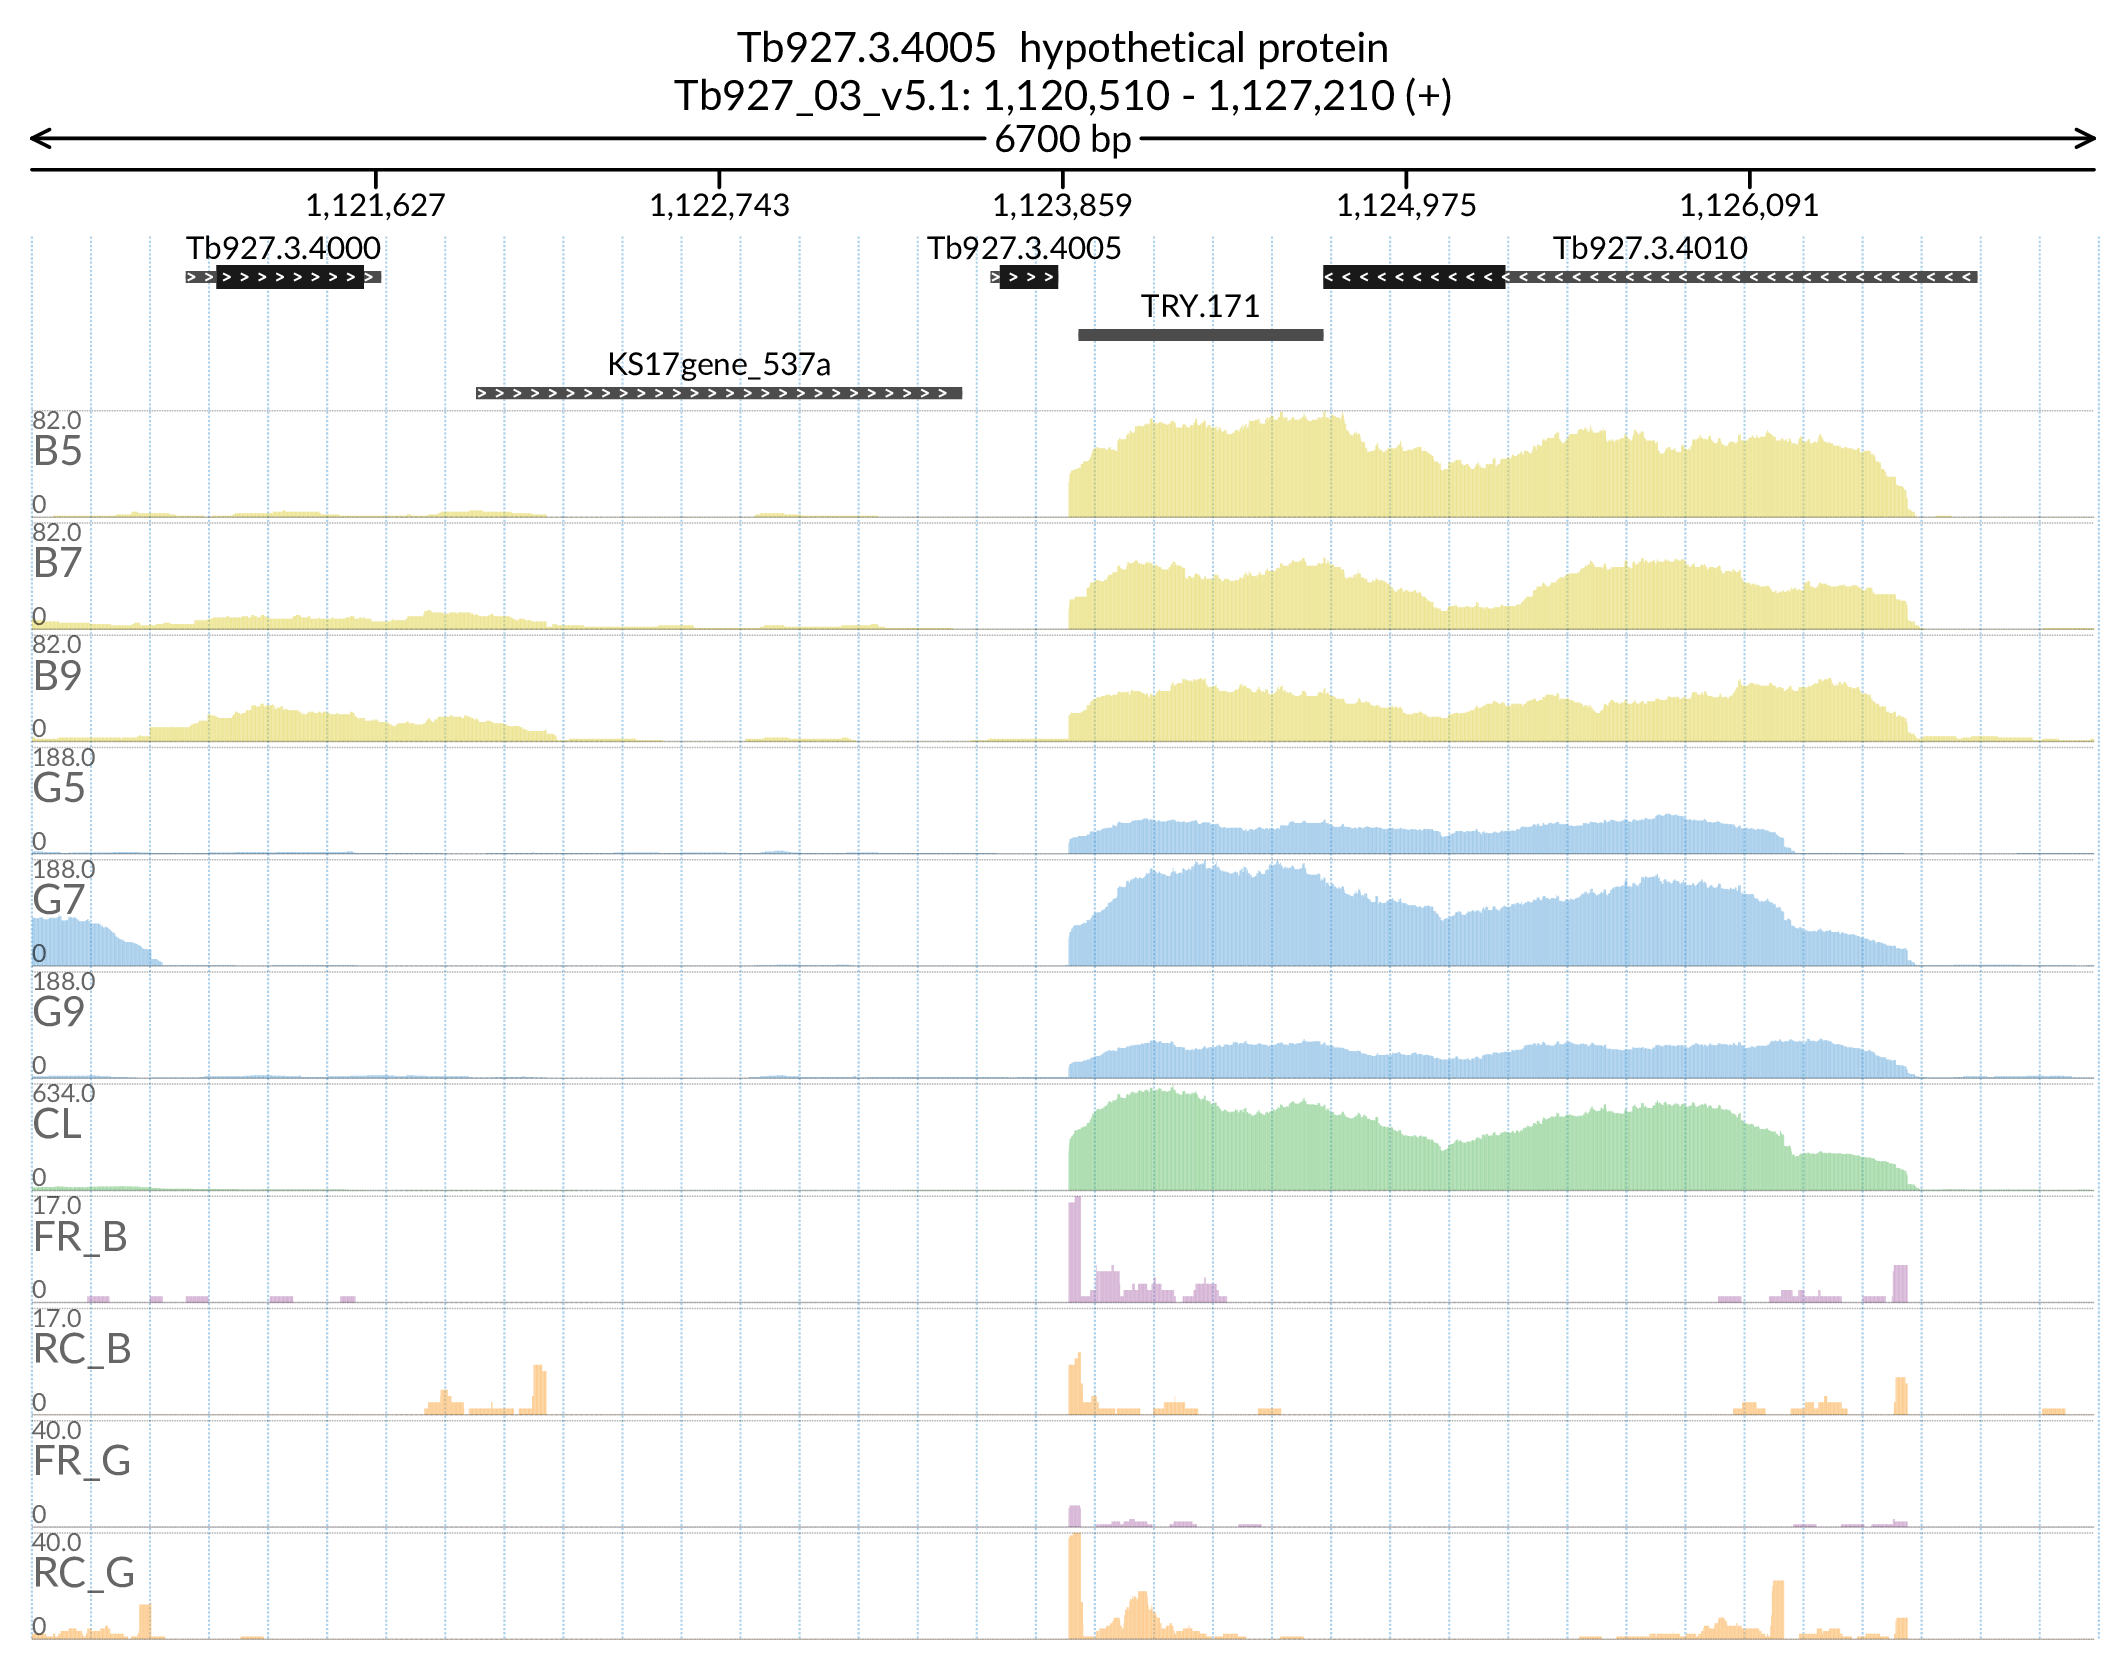 Tb927.3.4005  hypothetical protein
Tb927_03_v5.1: 1,120,510 - 1,127,210 (+)
6700 bp
1,121,627 1,122,743 1,123,859 1,124,975 1,126,091
Tb927.3.4000 Tb927.3.4005 Tb927.3.4010
TRY.171
KS17gene_537a
82.0
B5
0
82.0
B7
0
82.0
B9
0
188.0
G5
0
188.0
G7
0
188.0
G9
0
634.0
CL
0
17.0
FR_B
0
17.0
RC_B
0
40.0
FR_G
0
40.0
RC_G
0